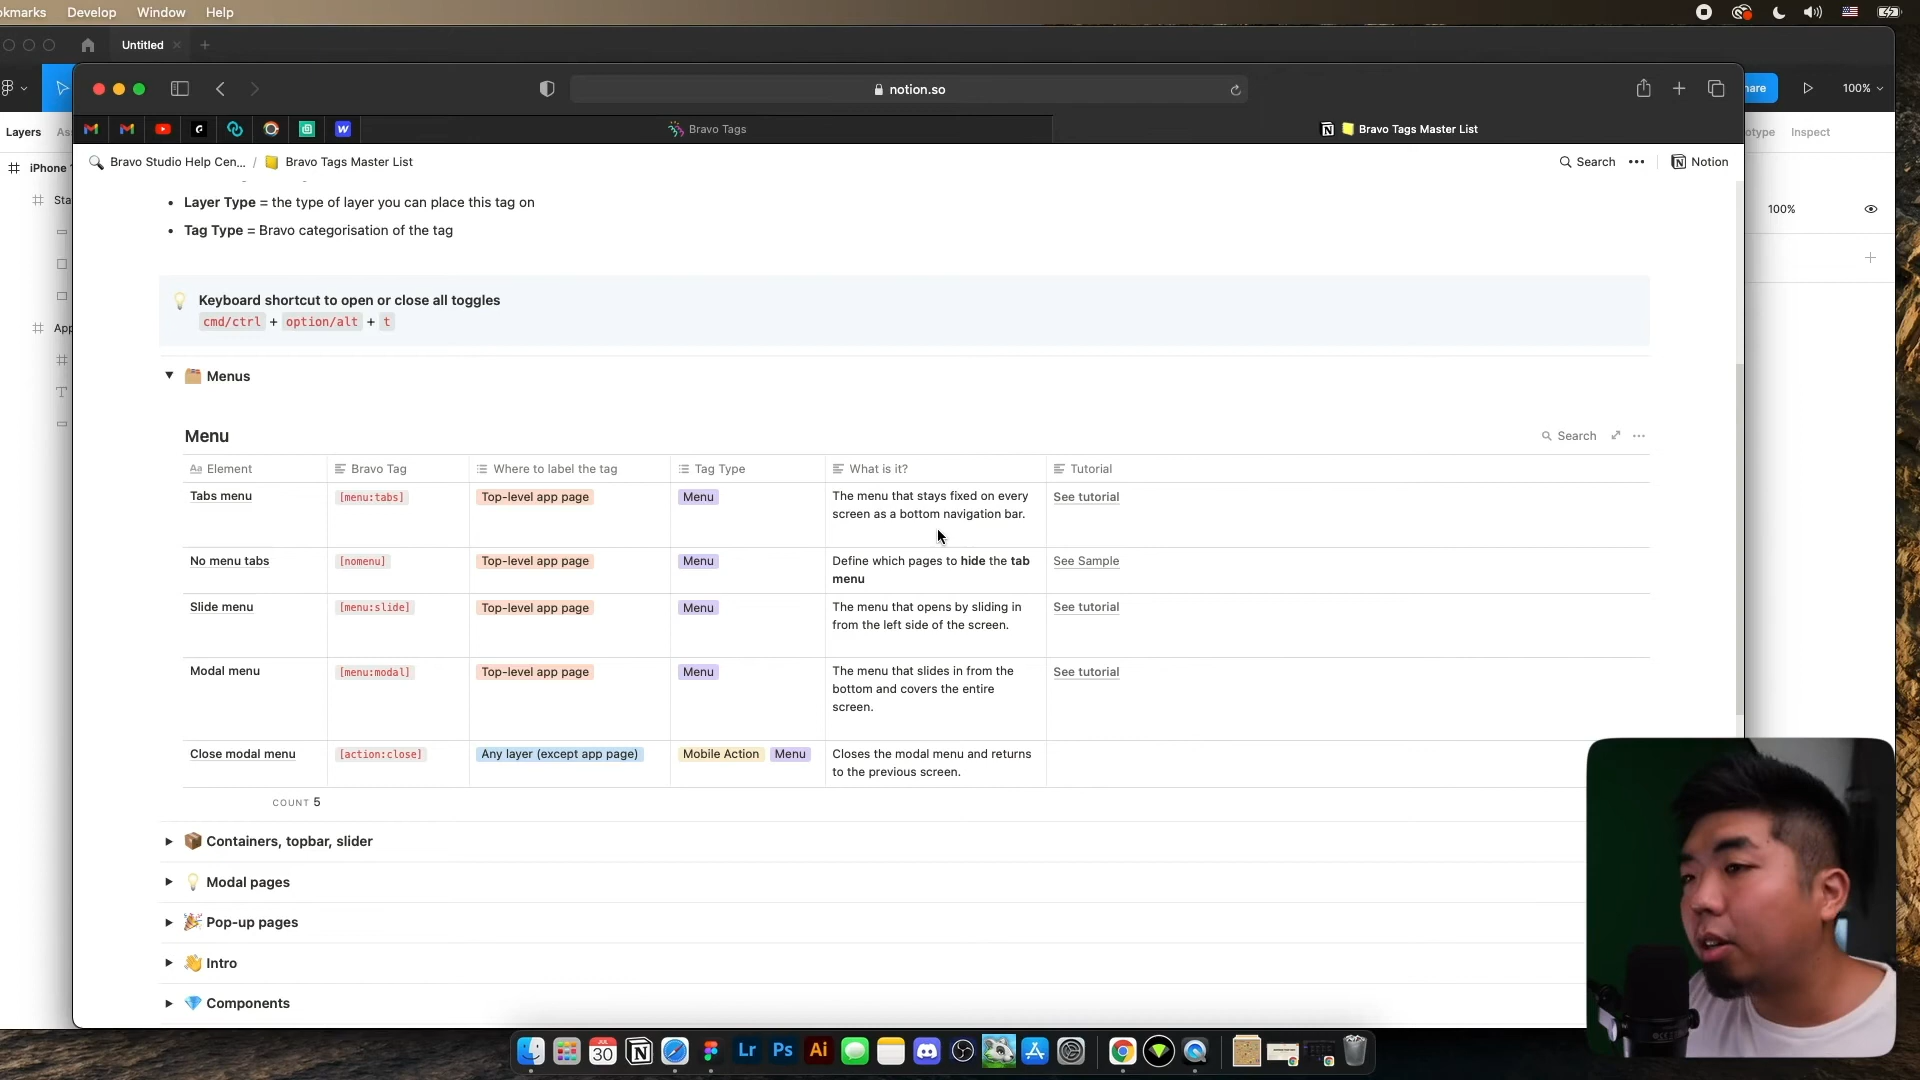 okmarks Develop Window Help
Untitled
100%
notion.so
hare
Bravo Tags
Bravo Tags Master List
Layers
otype Inspect
Bravo Studio Help Cen... / Bravo Tags Master List
Search ••• Notion
iPhone
• Layer Type = the type of layer you can place this tag on
100%
• Tag Type = Bravo categorisation of the tag
Keyboard shortcut to open or close all toggles
cmd/ctrl + option/alt + t
Menus
Menu
Search
Aa Element Bravo Tag Where to label the tag Tag Type What is it? Tutorial
Tabs menu [menu:tabs] Top-level app page Menu The menu that stays fixed on every See tutorial
screen as a bottom navigation bar.
No menu tabs [nomenu] Top-level app page Menu Define which pages to hide the tab See Sample
menu
Slide menu [menu:slide] Top-level app page Menu The menu that opens by sliding in See tutorial
from the left side of the screen.
Modal menu [menu:modal] Top-level app page Menu The menu that slides in from the See tutorial
bottom and covers the entire
screen.
Close modal menu [action:close] Any layer (except app page) Mobile Action Menu Closes the modal menu and returns
to the previous screen.
COUNT 5
Containers, topbar, slider
Modal pages
Pop-up pages
Intro
Components
JUL
30
Lr Ps Ai